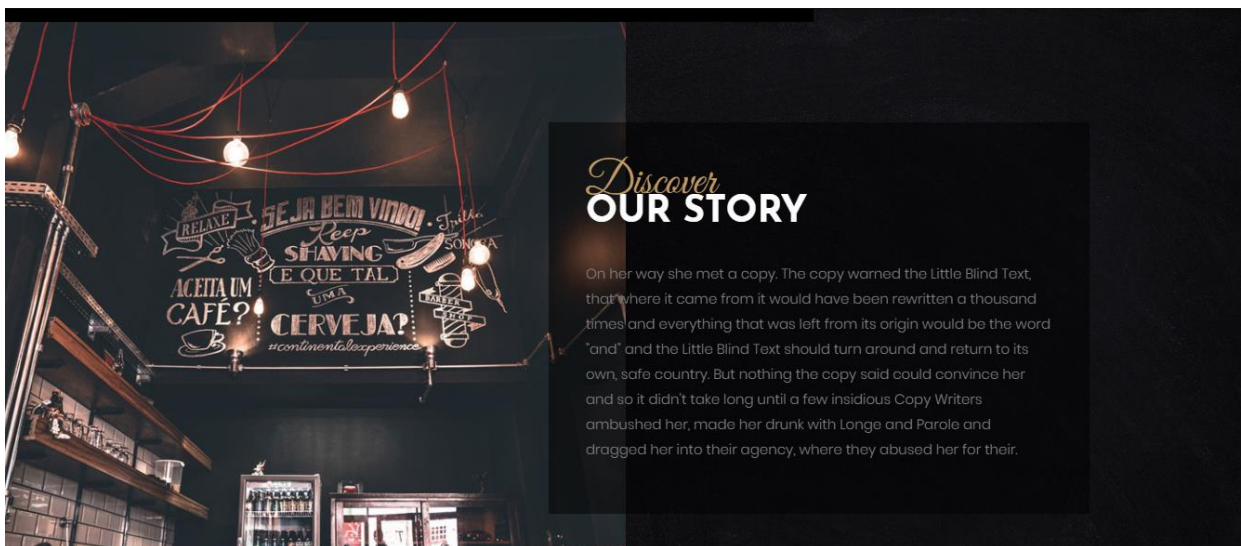 RELAXE
SEJA BEM VINDO!
Keep
SHAVING
E QUE TAL
UMA
CERVEJA?
#continentalexperience
ACEITA UM
CAFÉ?
SONORA
BARBER
SHOP
Discover
OUR STORY
On her way she met a copy. The copy warned the Little Blind Text,
that where it came from it would have been rewritten a thousand
times and everything that was left from its origin would be the word
"and" and the Little Blind Text should turn around and return to its
own, safe country. But nothing the copy said could convince her
and so it didn't take long until a few insidious Copy Writers
ambushed her, made her drunk with Longe and Parole and
dragged her into their agency, where they abused her for their.